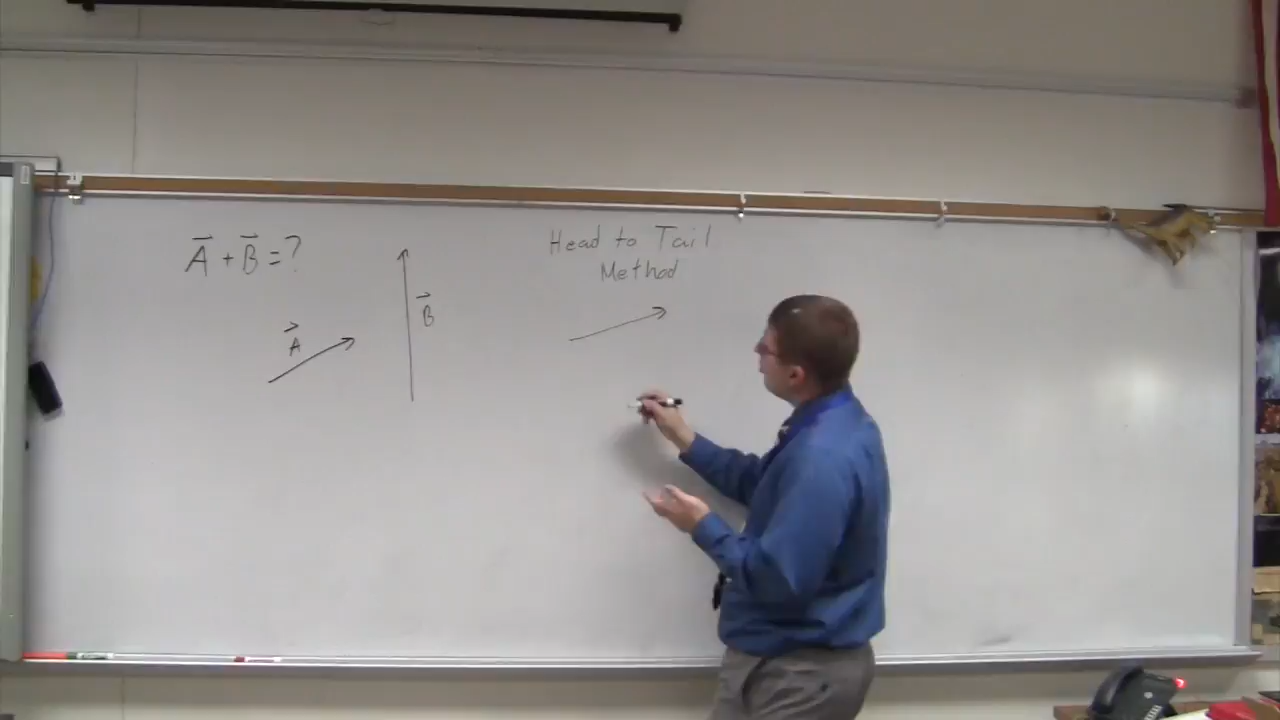 A⃗ + B⃗ = ?
Head to Tail
Method
A⃗
B⃗